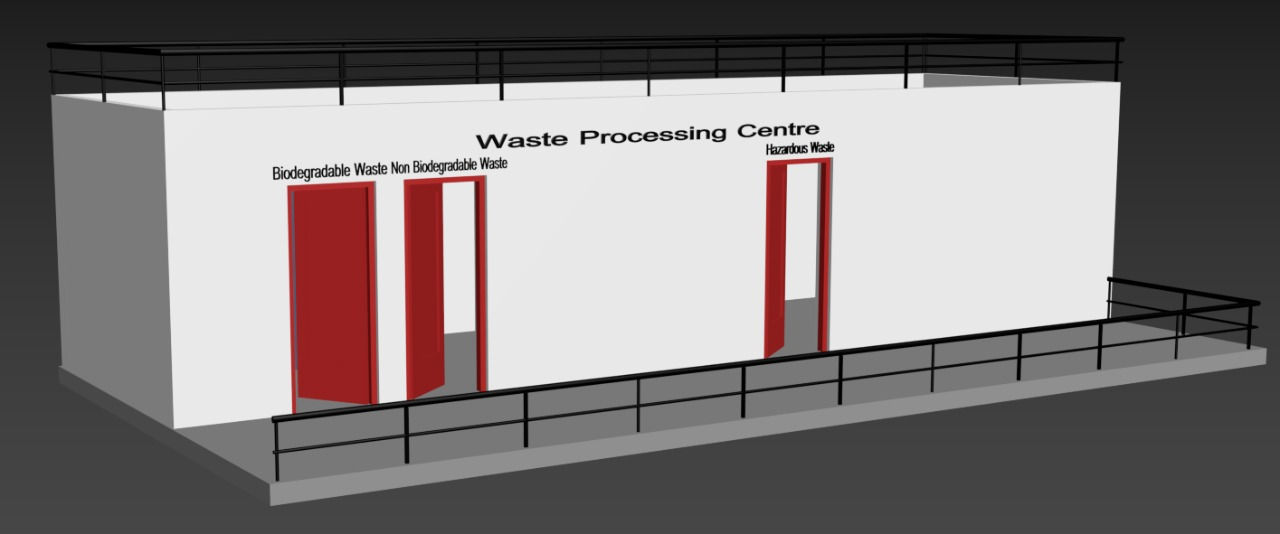 Waste Processing Centre
Biodegradable Waste
Non Biodegradable Waste
Hazardous Waste